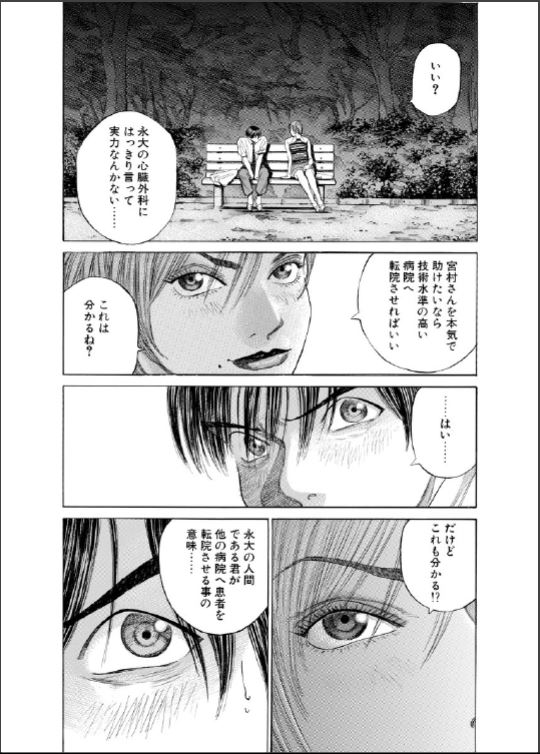 いい？
永大の心臓外科に
はっきり言って
実力なんかない……
宮村さんを本気で
助けたいなら
技術水準の高い
病院へ
転院させればいい
これは
分かるね？
……はい……
だけど
これも分かる!?
永大の人間
である君が
他の病院へ患者を
転院させる事の
意味……